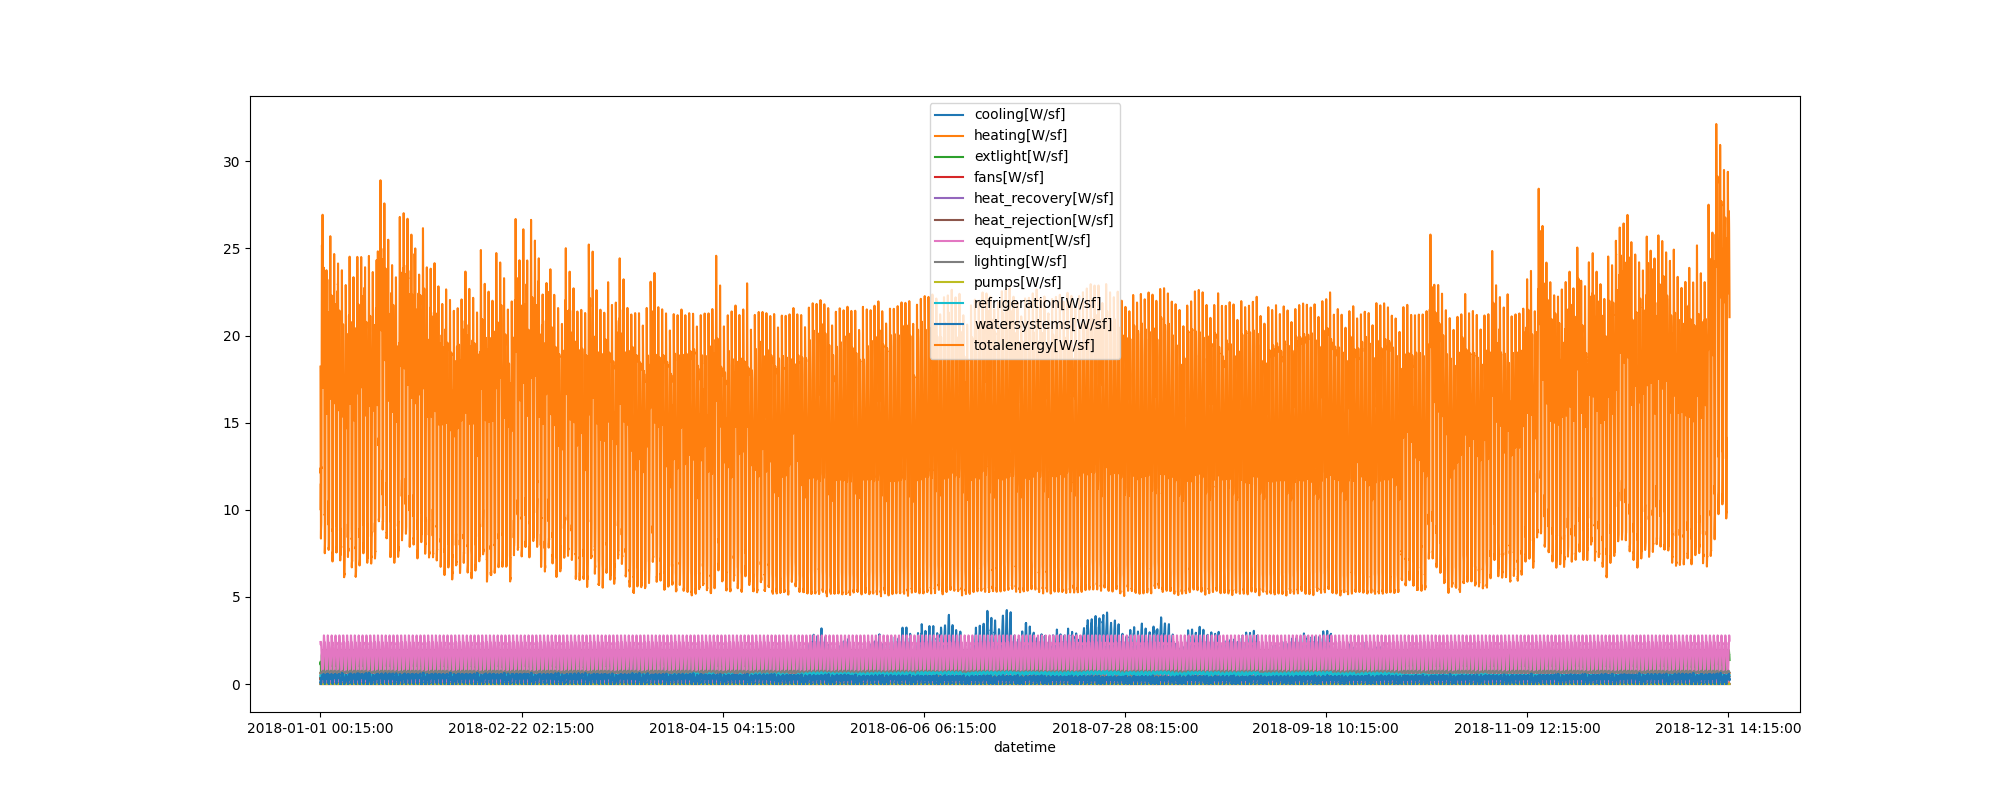 cooling[W/sf]
heating[W/sf]
extlight[W/sf]
fans[W/sf]
heat_recovery[W/sf]
heat_rejection[W/sf]
equipment[W/sf]
lighting[W/sf]
pumps[W/sf]
refrigeration[W/sf]
watersystems[W/sf]
totalenergy[W/sf]
30
25
20
15
10
5
0
2018-01-01 00:15:00 2018-02-22 02:15:00 2018-04-15 04:15:00 2018-06-06 06:15:00 2018-07-28 08:15:00 2018-09-18 10:15:00 2018-11-09 12:15:00 2018-12-31 14:15:00
datetime